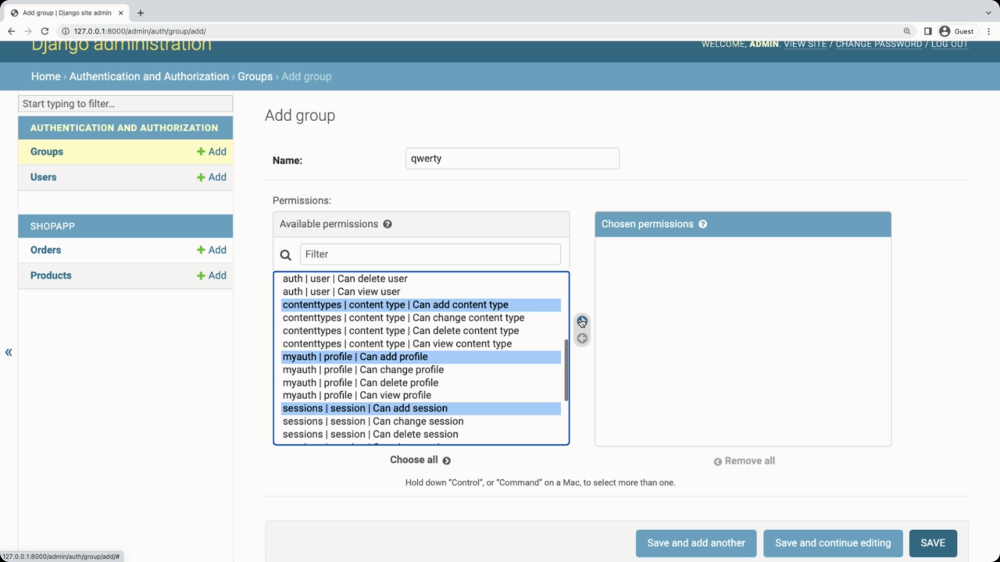 Add group | Django site admin
127.0.0.1:8000/admin/auth/group/add/
Guest
Django administration
WELCOME, ADMIN. VIEW SITE / CHANGE PASSWORD / LOG OUT
Home › Authentication and Authorization › Groups › Add group
Start typing to filter...
AUTHENTICATION AND AUTHORIZATION
Groups + Add
Users + Add
SHOPAPP
Orders + Add
Products + Add
«
Add group
Name: qwerty
Permissions:
Available permissions ?
Filter
auth | user | Can delete user
auth | user | Can view user
contenttypes | content type | Can add content type
contenttypes | content type | Can change content type
contenttypes | content type | Can delete content type
contenttypes | content type | Can view content type
myauth | profile | Can add profile
myauth | profile | Can change profile
myauth | profile | Can delete profile
myauth | profile | Can view profile
sessions | session | Can add session
sessions | session | Can change session
sessions | session | Can delete session
Choose all
Chosen permissions ?
Remove all
Hold down “Control”, or “Command” on a Mac, to select more than one.
Save and add another
Save and continue editing
SAVE
127.0.0.1:8000/admin/auth/group/add/#